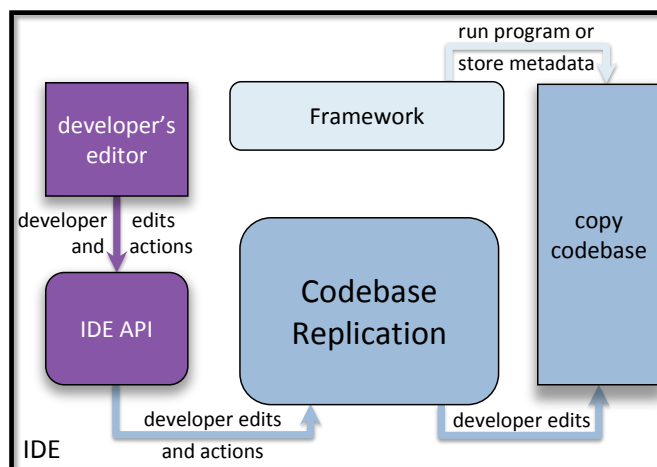 run program or
store metadata
Framework
developer's
editor
developer edits
and actions
copy
codebase
Codebase
Replication
IDE API
developer edits
and actions
developer edits
IDE